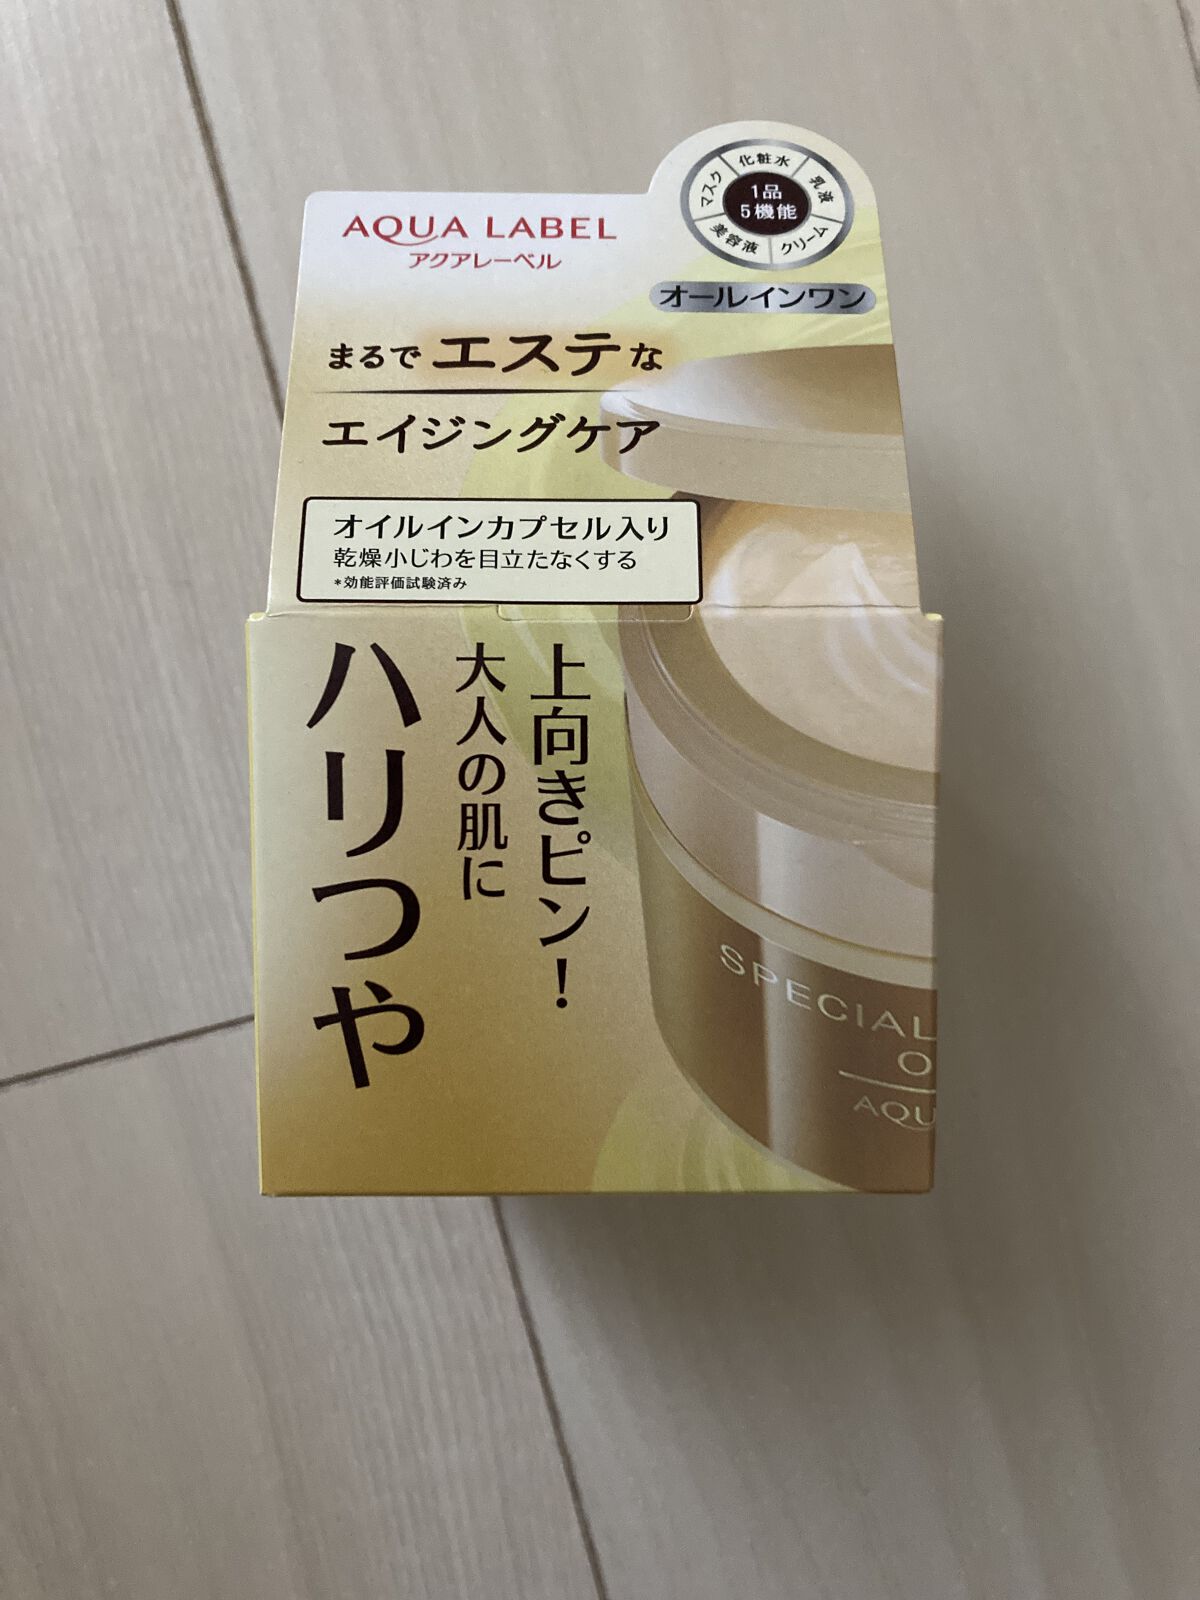 AQUA LABEL
アクアレーベル
化粧水
乳液
クリーム
美容液
マスク
1品
5機能
オールインワン
まるでエステな
エイジングケア
オイルインカプセル入り
乾燥小じわを目立たなくする
*効能評価試験済み
上向きピン!
大人の肌に
ハリつや
SPECIAL
O
AQU